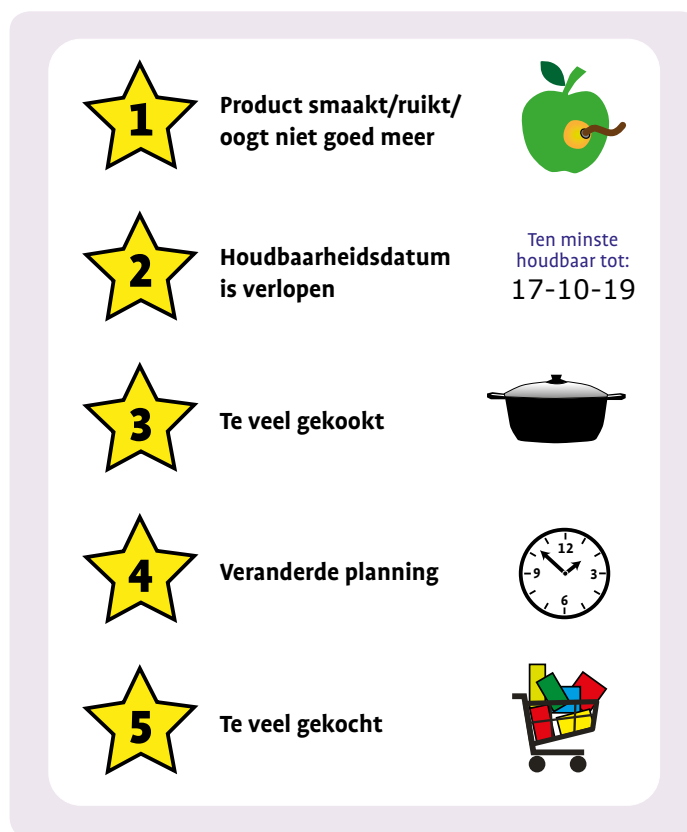 1
Product smaakt/ruikt/
oogt niet goed meer
2
Houdbaarheidsdatum
is verlopen
Ten minste
houdbaar tot:
17-10-19
3
Te veel gekookt
4
Veranderde planning
12
9
3
6
5
Te veel gekocht